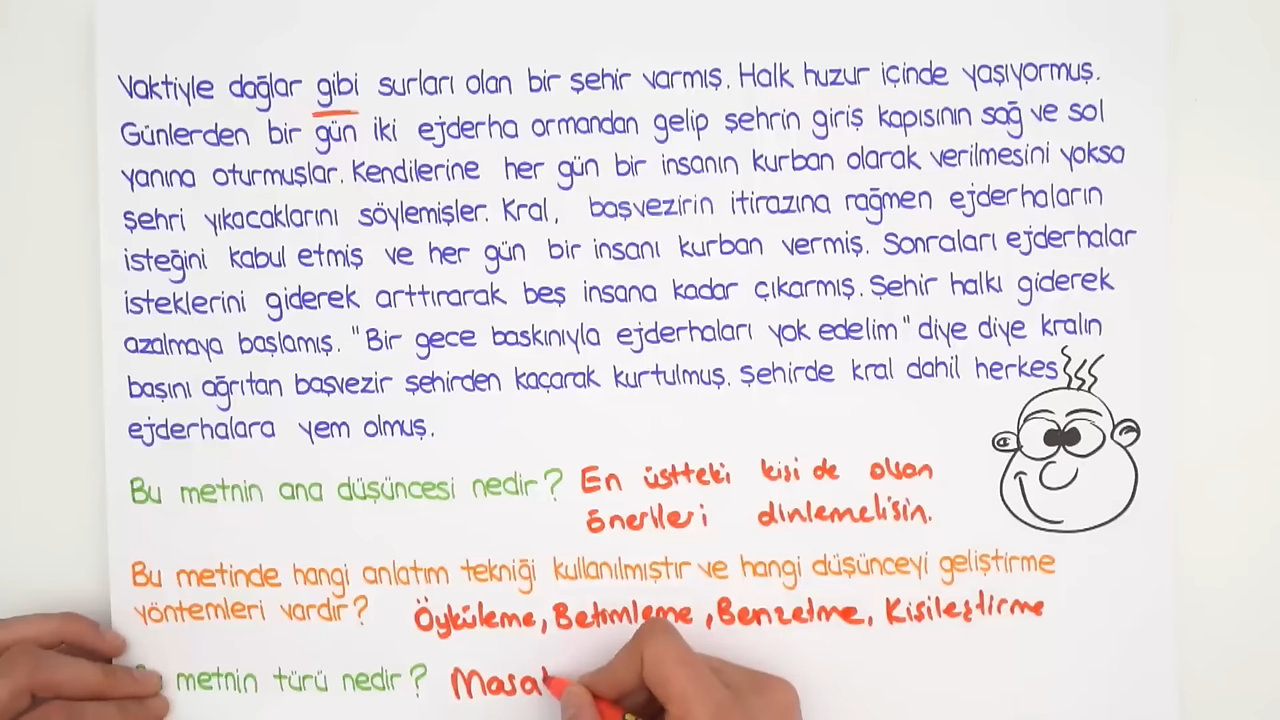 Vaktiyle dağlar gibi surları olan bir şehir varmış. Halk huzur içinde yaşıyormuş.
Günlerden bir gün iki ejderha ormandan gelip şehrin giriş kapısının sağ ve sol
yanına oturmuşlar. Kendilerine her gün bir insanın kurban olarak verilmesini yoksa
şehri yıkacaklarını söylemişler. Kral, başvezirin itirazına rağmen ejderhaların
isteğini kabul etmiş ve her gün bir insanı kurban vermiş. Sonraları ejderhalar
isteklerini giderek arttırarak beş insana kadar çıkarmış. Şehir halkı giderek
azalmaya başlamış. "Bir gece baskınıyla ejderhaları yok edelim" diye diye kralın
başını ağrıtan başvezir şehirden kaçarak kurtulmuş. Şehirde kral dahil herkes
ejderhalara yem olmuş.
Bu metnin ana düşüncesi nedir? En üstteki kişi de olsan
önerileri dinlemelisin.
Bu metinde hangi anlatım tekniği kullanılmıştır ve hangi düşünceyi geliştirme
yöntemleri vardır? Öyküleme, Betimleme, Benzetme, Kişileştirme
metnin türü nedir? Masa